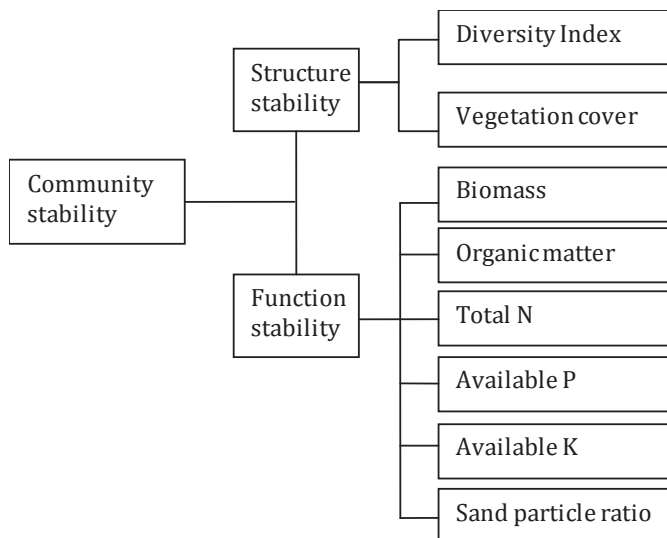 Diversity Index
Structure
stability
Vegetation cover
Community
stability
Biomass
Organic matter
Function
stability
Total N
Available P
Available K
Sand particle ratio